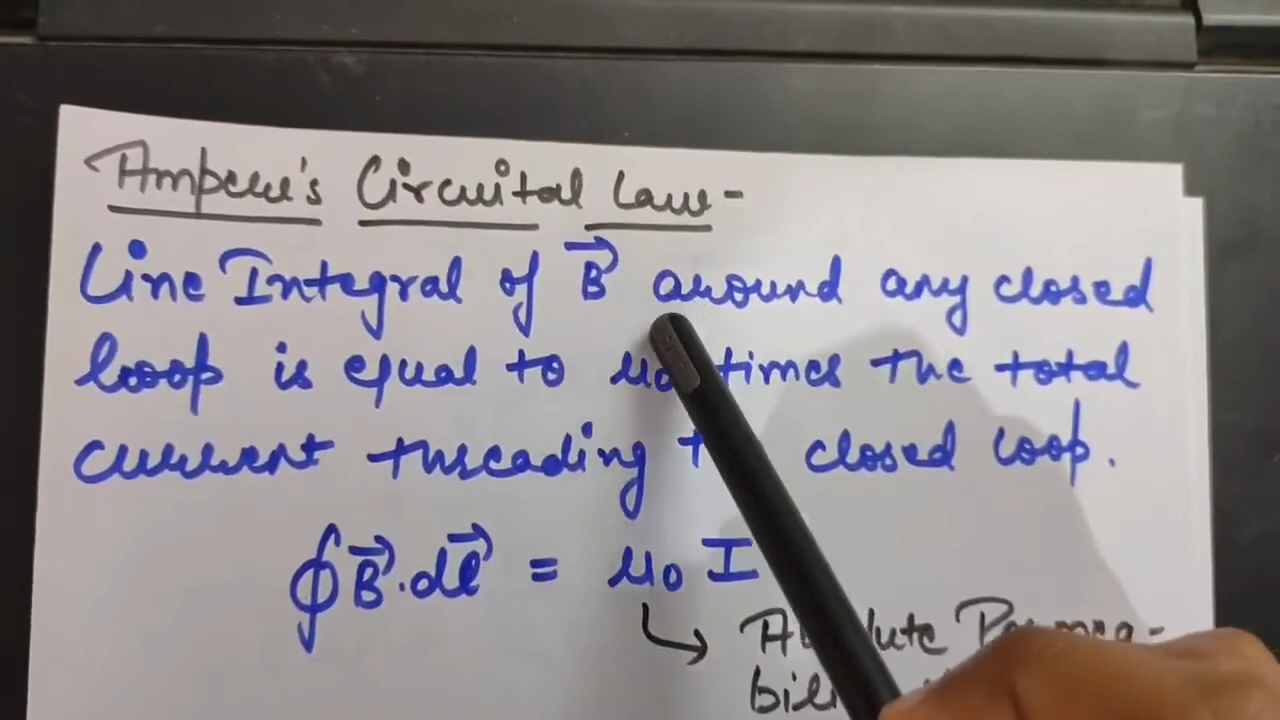 Ampere's Circuital Law-
Line Integral of B⃗ around any closed
loop is equal to μ0 times the total
current threading closed loop.
∮B⃗.dl⃗ = μ0 I